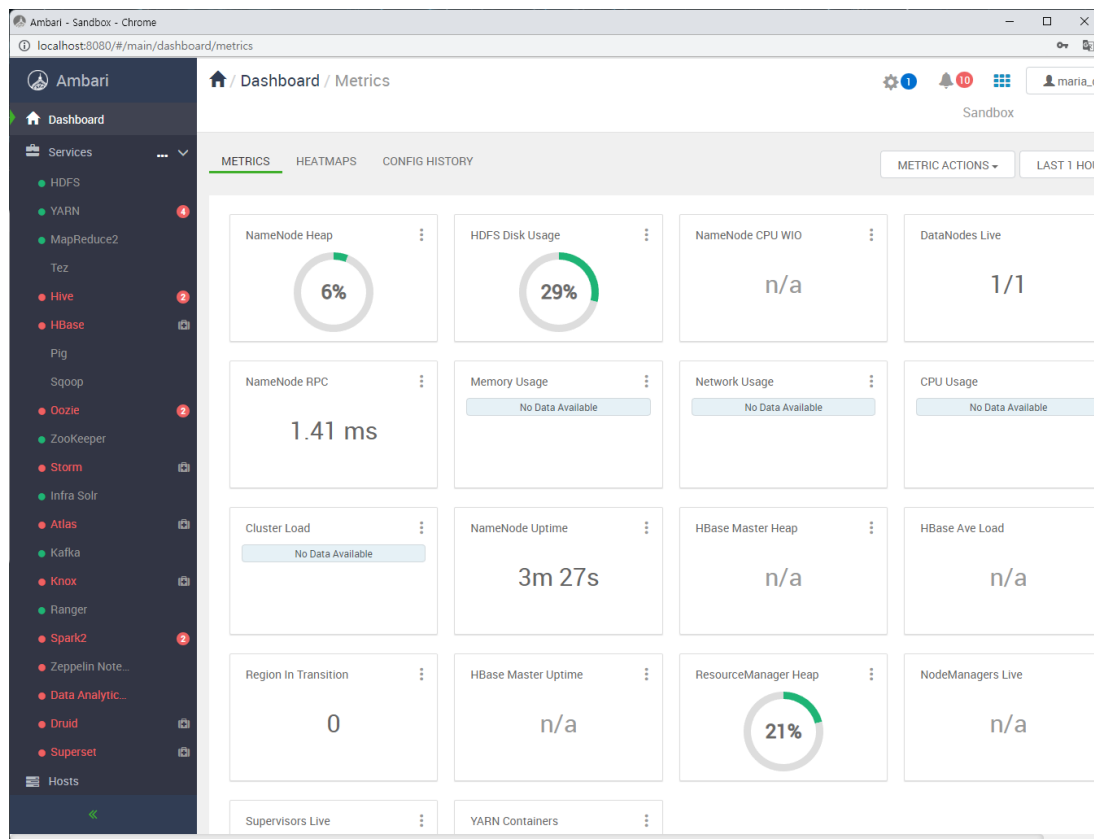 Ambari - Sandbox - Chrome
localhost:8080/#/main/dashboard/metrics
Ambari
Dashboard
Services
...
HDFS
YARN 4
MapReduce2
Tez
Hive 2
HBase
Pig
Sqoop
Oozie 2
ZooKeeper
Storm
Infra Solr
Atlas
Kafka
Knox
Ranger
Spark2 2
Zeppelin Note...
Data Analytic...
Druid
Superset
Hosts
/ Dashboard / Metrics
1 10 maria_
Sandbox
METRICS HEATMAPS CONFIG HISTORY
METRIC ACTIONS LAST 1 HOU
NameNode Heap
6%
HDFS Disk Usage
29%
NameNode CPU WIO
n/a
DataNodes Live
1/1
NameNode RPC
1.41 ms
Memory Usage
No Data Available
Network Usage
No Data Available
CPU Usage
No Data Available
Cluster Load
No Data Available
NameNode Uptime
3m 27s
HBase Master Heap
n/a
HBase Ave Load
n/a
Region In Transition
0
HBase Master Uptime
n/a
ResourceManager Heap
21%
NodeManagers Live
n/a
Supervisors Live
YARN Containers